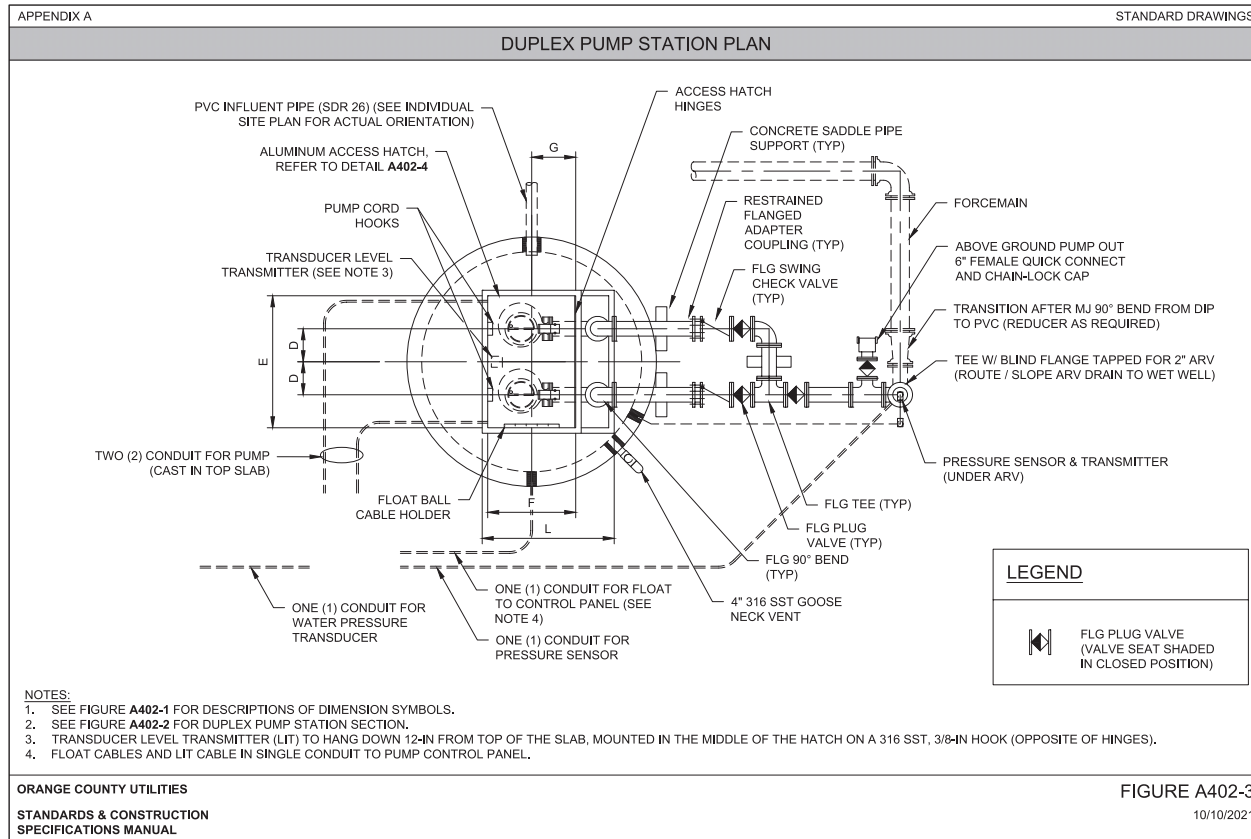 APPENDIX A
STANDARD DRAWINGS
DUPLEX PUMP STATION PLAN
PVC INFLUENT PIPE (SDR 26) (SEE INDIVIDUAL
SITE PLAN FOR ACTUAL ORIENTATION)
ALUMINUM ACCESS HATCH,
REFER TO DETAIL A402-4
PUMP CORD
HOOKS
TRANSDUCER LEVEL
TRANSMITTER (SEE NOTE 3)
G
ACCESS HATCH
HINGES
CONCRETE SADDLE PIPE
SUPPORT (TYP)
RESTRAINED
FLANGED
ADAPTER
COUPLING (TYP)
FLG SWING
CHECK VALVE
(TYP)
FORCEMAIN
ABOVE GROUND PUMP OUT
6" FEMALE QUICK CONNECT
AND CHAIN-LOCK CAP
TRANSITION AFTER MJ 90° BEND FROM DIP
TO PVC (REDUCER AS REQUIRED)
TEE W/ BLIND FLANGE TAPPED FOR 2" ARV
(ROUTE / SLOPE ARV DRAIN TO WET WELL)
E
D
D
TWO (2) CONDUIT FOR PUMP
(CAST IN TOP SLAB)
FLOAT BALL
CABLE HOLDER
F
L
PRESSURE SENSOR & TRANSMITTER
(UNDER ARV)
FLG TEE (TYP)
FLG PLUG
VALVE (TYP)
FLG 90° BEND
(TYP)
4" 316 SST GOOSE
NECK VENT
ONE (1) CONDUIT FOR
WATER PRESSURE
TRANSDUCER
ONE (1) CONDUIT FOR FLOAT
TO CONTROL PANEL (SEE
NOTE 4)
ONE (1) CONDUIT FOR
PRESSURE SENSOR
LEGEND
FLG PLUG VALVE
(VALVE SEAT SHADED
IN CLOSED POSITION)
NOTES:
1. SEE FIGURE A402-1 FOR DESCRIPTIONS OF DIMENSION SYMBOLS.
2. SEE FIGURE A402-2 FOR DUPLEX PUMP STATION SECTION.
3. TRANSDUCER LEVEL TRANSMITTER (LIT) TO HANG DOWN 12-IN FROM TOP OF THE SLAB, MOUNTED IN THE MIDDLE OF THE HATCH ON A 316 SST, 3/8-IN HOOK (OPPOSITE OF HINGES).
4. FLOAT CABLES AND LIT CABLE IN SINGLE CONDUIT TO PUMP CONTROL PANEL.
ORANGE COUNTY UTILITIES
STANDARDS & CONSTRUCTION
SPECIFICATIONS MANUAL
FIGURE A402-3
10/10/2021